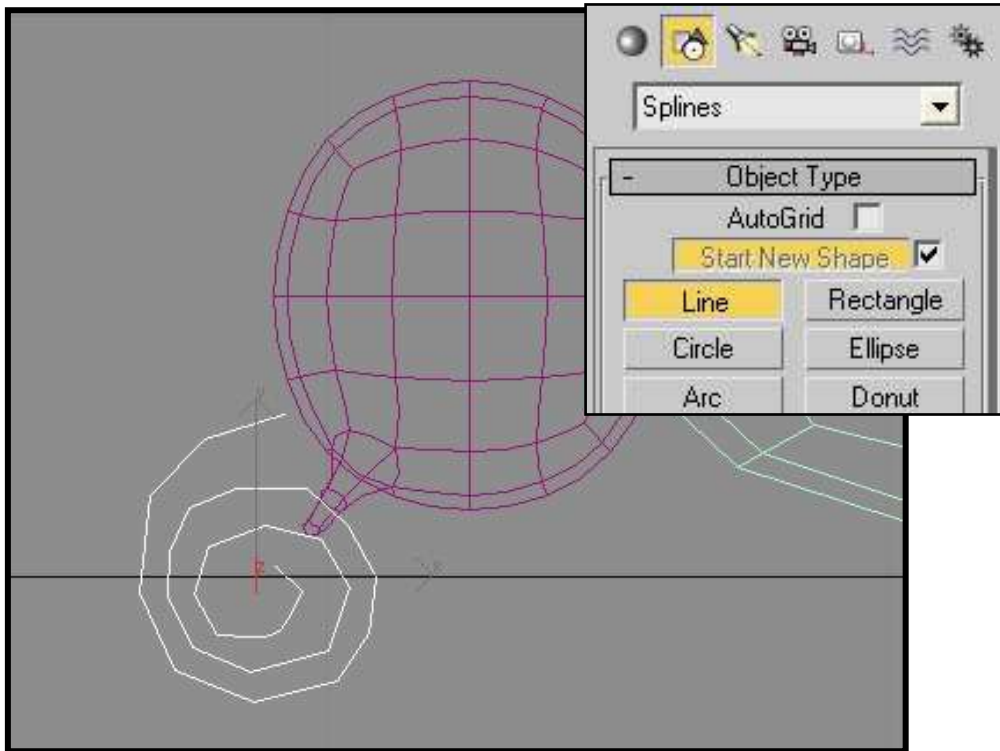 Splines
- Object Type
AutoGrid
Start New Shape
Line Rectangle
Circle Ellipse
Arc Donut